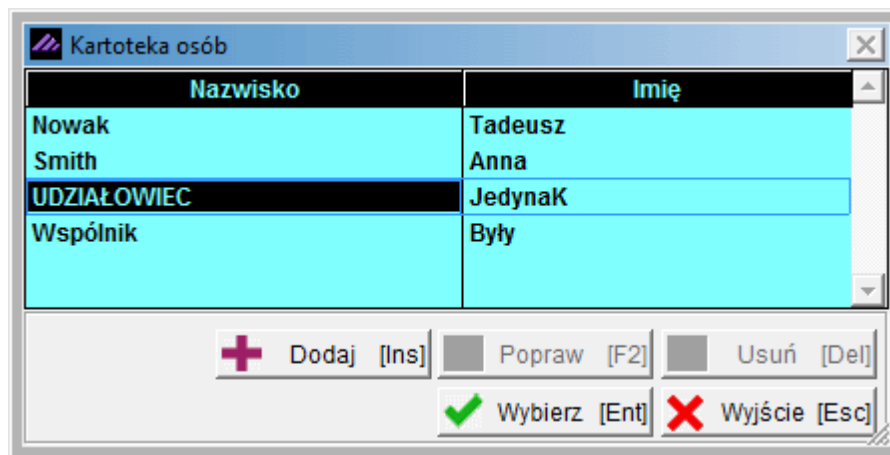 Kartoteka osób
Nazwisko Imię
Nowak Tadeusz
Smith Anna
UDZIAŁOWIEC JedynaK
Wspólnik Były
Dodaj [Ins] Popraw [F2] Usuń [Del]
Wybierz [Ent] Wyjście [Esc]